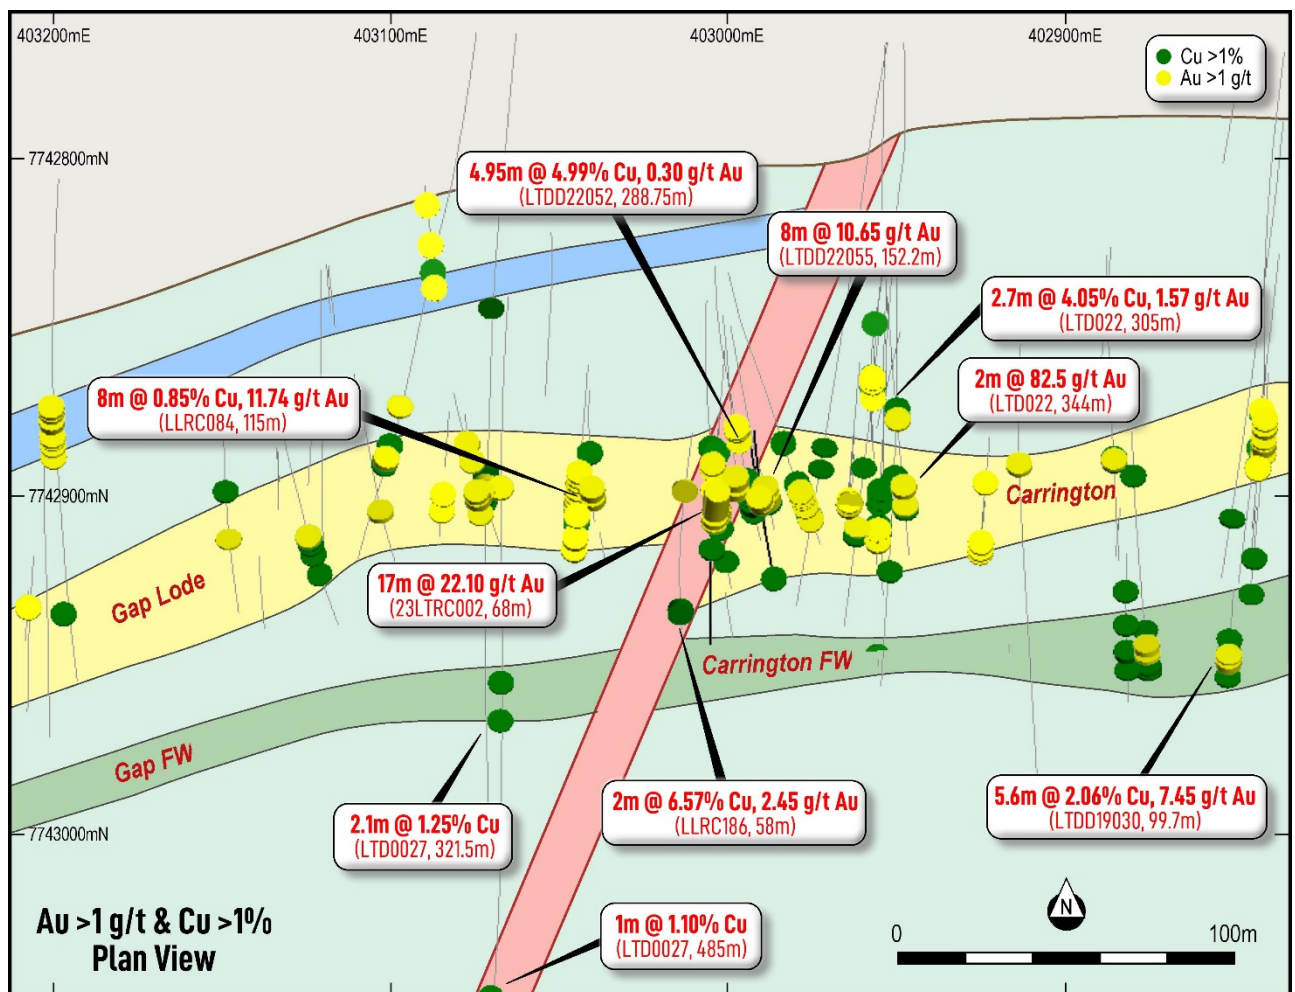 403200mE
403100mE
403000mE
402900mE
Cu >1%
Au >1 g/t
7742800mN
4.95m @ 4.99% Cu, 0.30 g/t Au
(LTDD22052, 288.75m)
8m @ 10.65 g/t Au
(LTDD22055, 152.2m)
2.7m @ 4.05% Cu, 1.57 g/t Au
(LTD022, 305m)
8m @ 0.85% Cu, 11.74 g/t Au
(LLRC084, 115m)
2m @ 82.5 g/t Au
(LTD022, 344m)
7742900mN
Carrington
Gap Lode
17m @ 22.10 g/t Au
(23LTRC002, 68m)
Carrington FW
Gap FW
2.1m @ 1.25% Cu
(LTD0027, 321.5m)
2m @ 6.57% Cu, 2.45 g/t Au
(LLRC186, 58m)
5.6m @ 2.06% Cu, 7.45 g/t Au
(LTDD19030, 99.7m)
7743000mN
Au >1 g/t & Cu >1%
Plan View
1m @ 1.10% Cu
(LTD0027, 485m)
N
0
100m